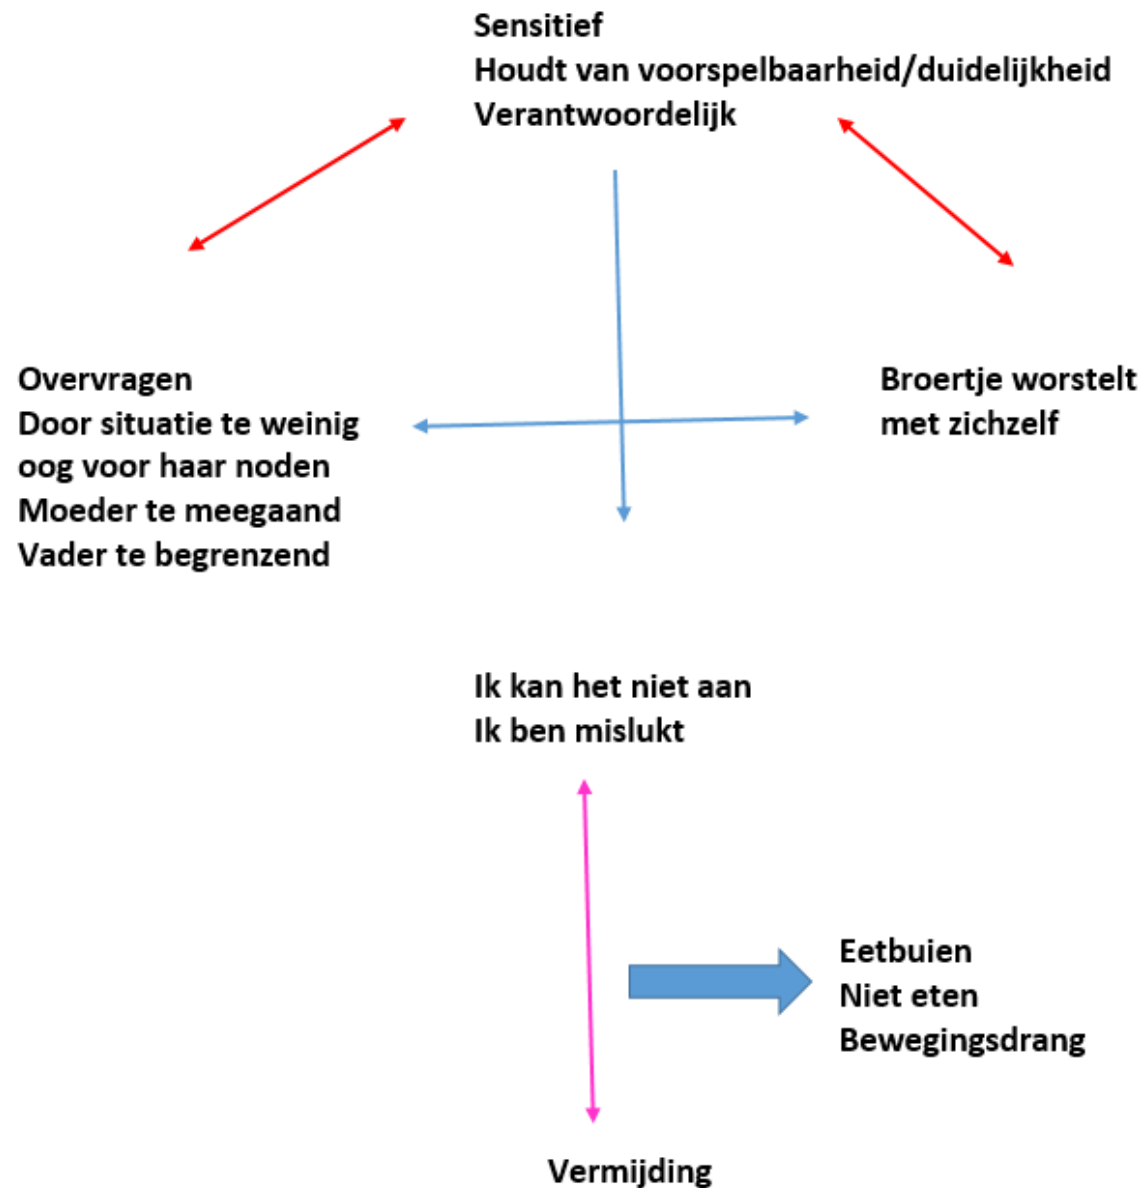 Sensitief
Houdt van voorspelbaarheid/duidelijkheid
Verantwoordelijk
Overvragen
Door situatie te weinig
oog voor haar noden
Moeder te meegaand
Vader te begrenzend
Broertje worstelt
met zichzelf
Ik kan het niet aan
Ik ben mislukt
Eetbuien
Niet eten
Bewegingsdrang
Vermijding